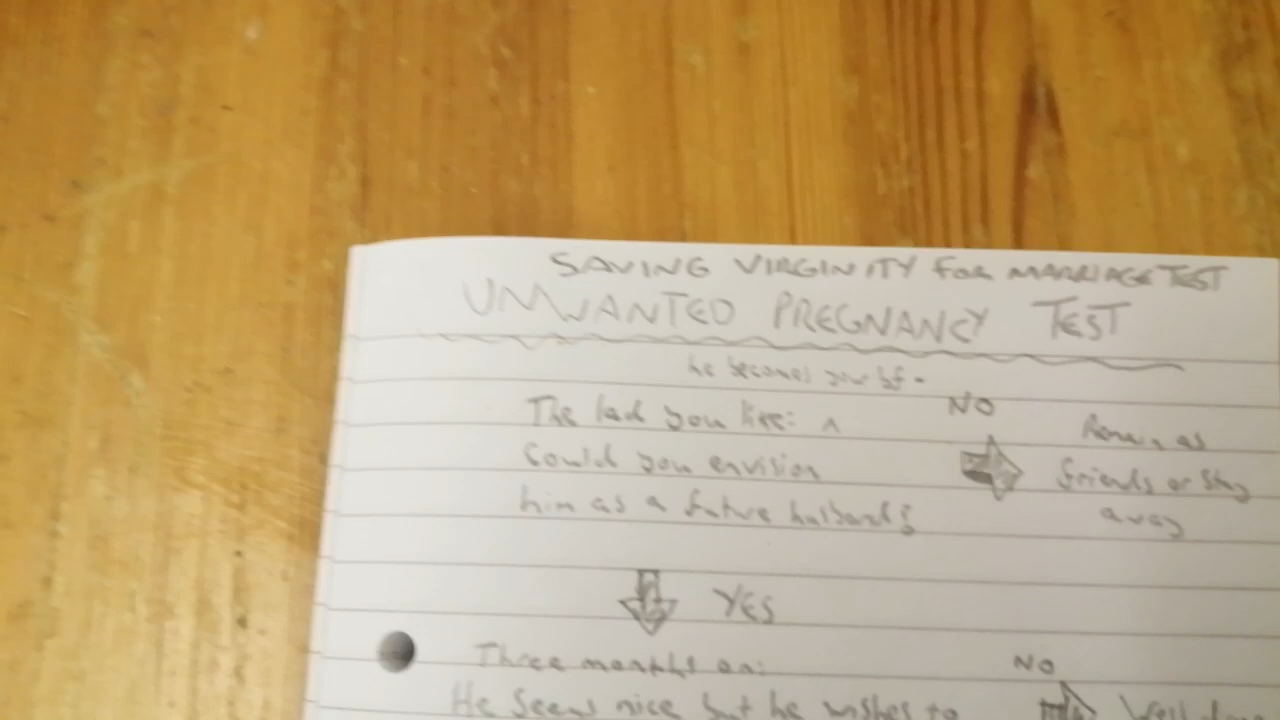 SAVING VIRGINITY FOR MARRIAGE TEST
UNWANTED PREGNANCY TEST
he becomes your bf.
The lad you like: ^
Could you envision
him as a future husband?
NO
Remain as
friends or stay
away
YES
Three months on:
He seems nice but he wishes to
NO
Well done